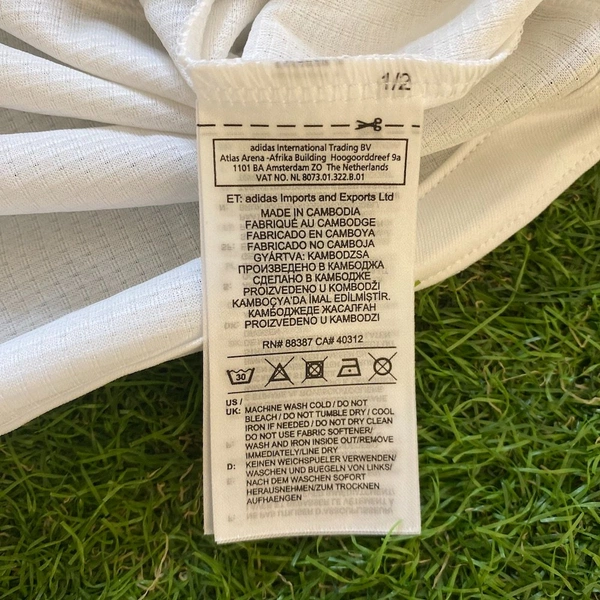 1/2
adidas International Trading BV
Atlas Arena -Afrika Building Hoogoorddreef 9a
1101 BA Amsterdam ZO The Netherlands
VAT NO. NL 8073.01.322.B.01
ET: adidas Imports and Exports Ltd
MADE IN CAMBODIA
FABRIQUÉ AU CAMBODGE
FABRICADO EN CAMBOYA
FABRICADO NO CAMBOJA
GYÁRTVA: KAMBODZSA
ПРОИЗВЕДЕНО В КАМБОДЖА
СДЕЛАНО В КАМБОДЖЕ
PROIZVEDENO U KOMBODŽI
KAMBOÇYA'DA İMAL EDİLMİŞTİR.
КАМБОДЖЕДЕ ЖАСАЛҒАН
PROIZVEDENO U KAMBODZI
RN# 88387 CA# 40312
30
US /
UK: MACHINE WASH COLD / DO NOT
BLEACH / DO NOT TUMBLE DRY / COOL
IRON IF NEEDED / DO NOT DRY CLEAN
DO NOT USE FABRIC SOFTENER/
WASH AND IRON INSIDE OUT/REMOVE
IMMEDIATELY/LINE DRY
D: KEINEN WEICHSPUELER VERWENDEN/
WASCHEN UND BUEGELN VON LINKS/
NACH DEM WASCHEN SOFORT
HERAUSNEHMEN/ZUM TROCKNEN
AUFHAENGEN